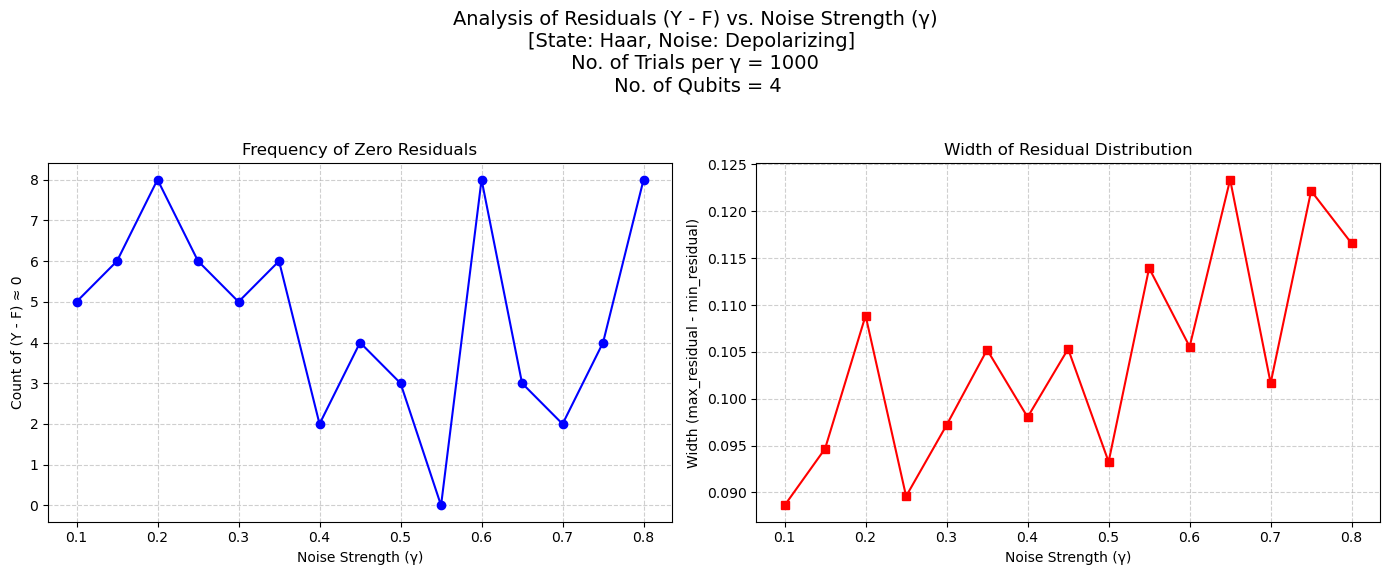 Analysis of Residuals (Y - F) vs. Noise Strength (γ)
[State: Haar, Noise: Depolarizing]
No. of Trials per γ = 1000
No. of Qubits = 4
Frequency of Zero Residuals
Count of (Y - F) ≈ 0
8
7
6
5
4
3
2
1
0
0.1 0.2 0.3 0.4 0.5 0.6 0.7 0.8
Noise Strength (γ)
Width of Residual Distribution
Width (max_residual - min_residual)
0.125
0.120
0.115
0.110
0.105
0.100
0.095
0.090
0.1 0.2 0.3 0.4 0.5 0.6 0.7 0.8
Noise Strength (γ)